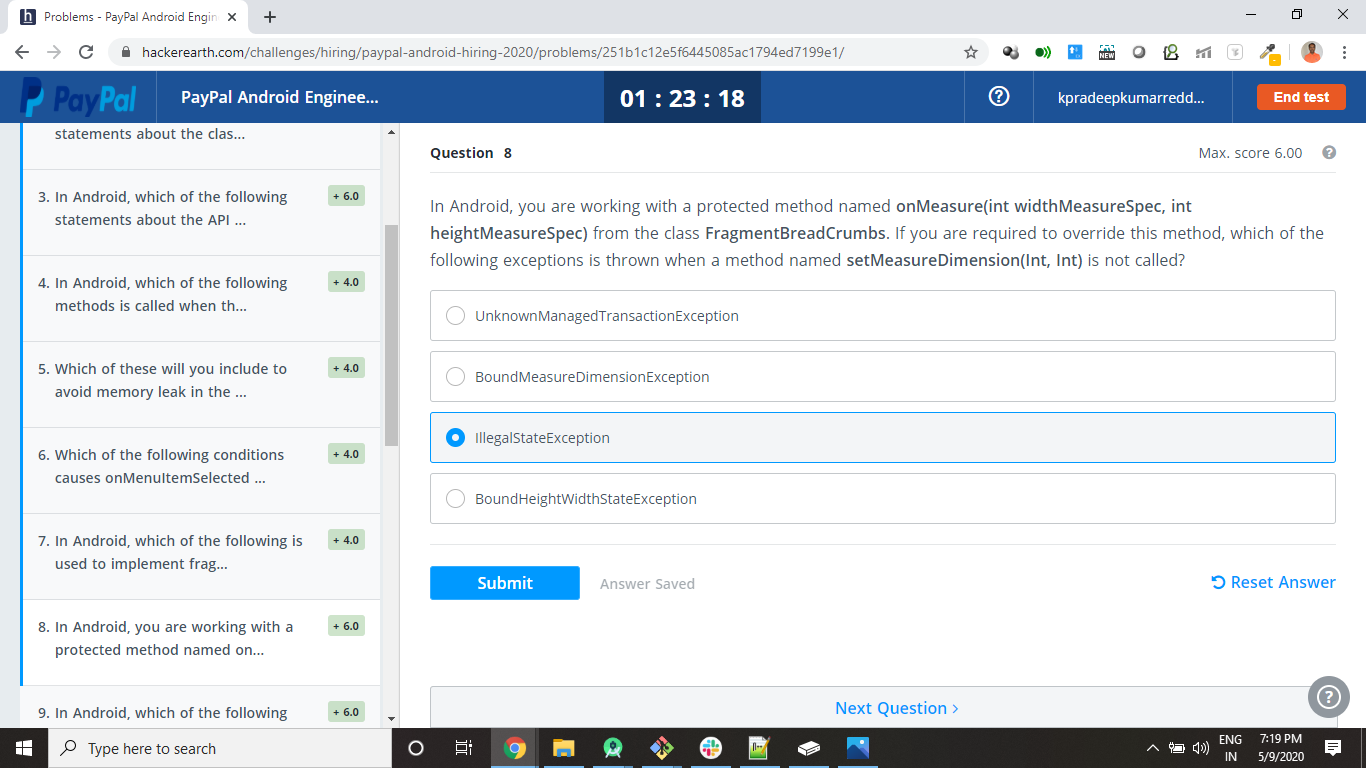 Problems - PayPal Android Engin
hackerearth.com/challenges/hiring/paypal-android-hiring-2020/problems/251b1c12e5f6445085ac1794ed7199e1/
NEW
PayPal
PayPal Android Enginee...
01 : 23 : 18
kpradeepkumarredd...
End test
statements about the clas...
3. In Android, which of the following + 6.0
statements about the API ...
4. In Android, which of the following + 4.0
methods is called when th...
5. Which of these will you include to + 4.0
avoid memory leak in the ...
6. Which of the following conditions + 4.0
causes onMenuItemSelected ...
7. In Android, which of the following is + 4.0
used to implement frag...
8. In Android, you are working with a + 6.0
protected method named on...
9. In Android, which of the following + 6.0
Question 8
Max. score 6.00
In Android, you are working with a protected method named onMeasure(int widthMeasureSpec, int
heightMeasureSpec) from the class FragmentBreadCrumbs. If you are required to override this method, which of the
following exceptions is thrown when a method named setMeasureDimension(Int, Int) is not called?
UnknownManagedTransactionException
BoundMeasureDimensionException
IllegalStateException
BoundHeightWidthStateException
Submit
Answer Saved
Reset Answer
Next Question >
Type here to search
ENG
IN
7:19 PM
5/9/2020